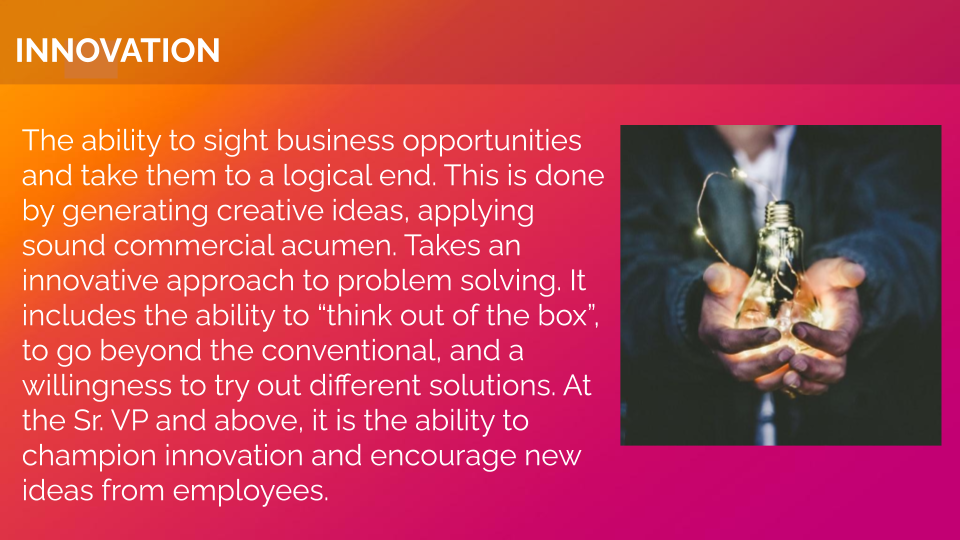 INNOVATION
The ability to sight business opportunities
and take them to a logical end. This is done
by generating creative ideas, applying
sound commercial acumen. Takes an
innovative approach to problem solving. It
includes the ability to “think out of the box”,
to go beyond the conventional, and a
willingness to try out different solutions. At
the Sr. VP and above, it is the ability to
champion innovation and encourage new
ideas from employees.